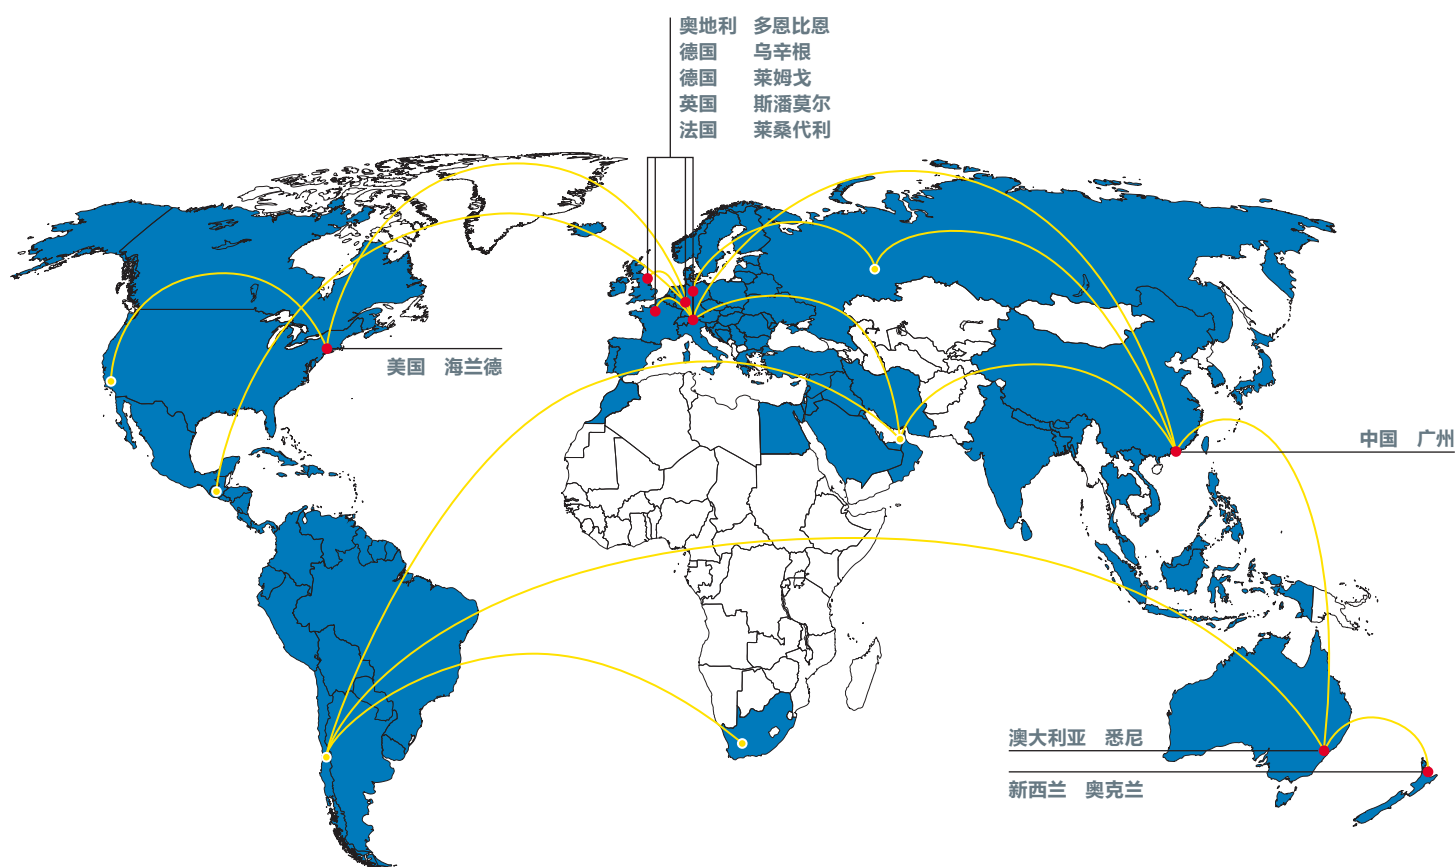 奥地利 多恩比恩
德国 乌辛根
德国 莱姆戈
英国 斯潘莫尔
法国 莱桑代利
美国 海兰德
中国 广州
澳大利亚 悉尼
新西兰 奥克兰